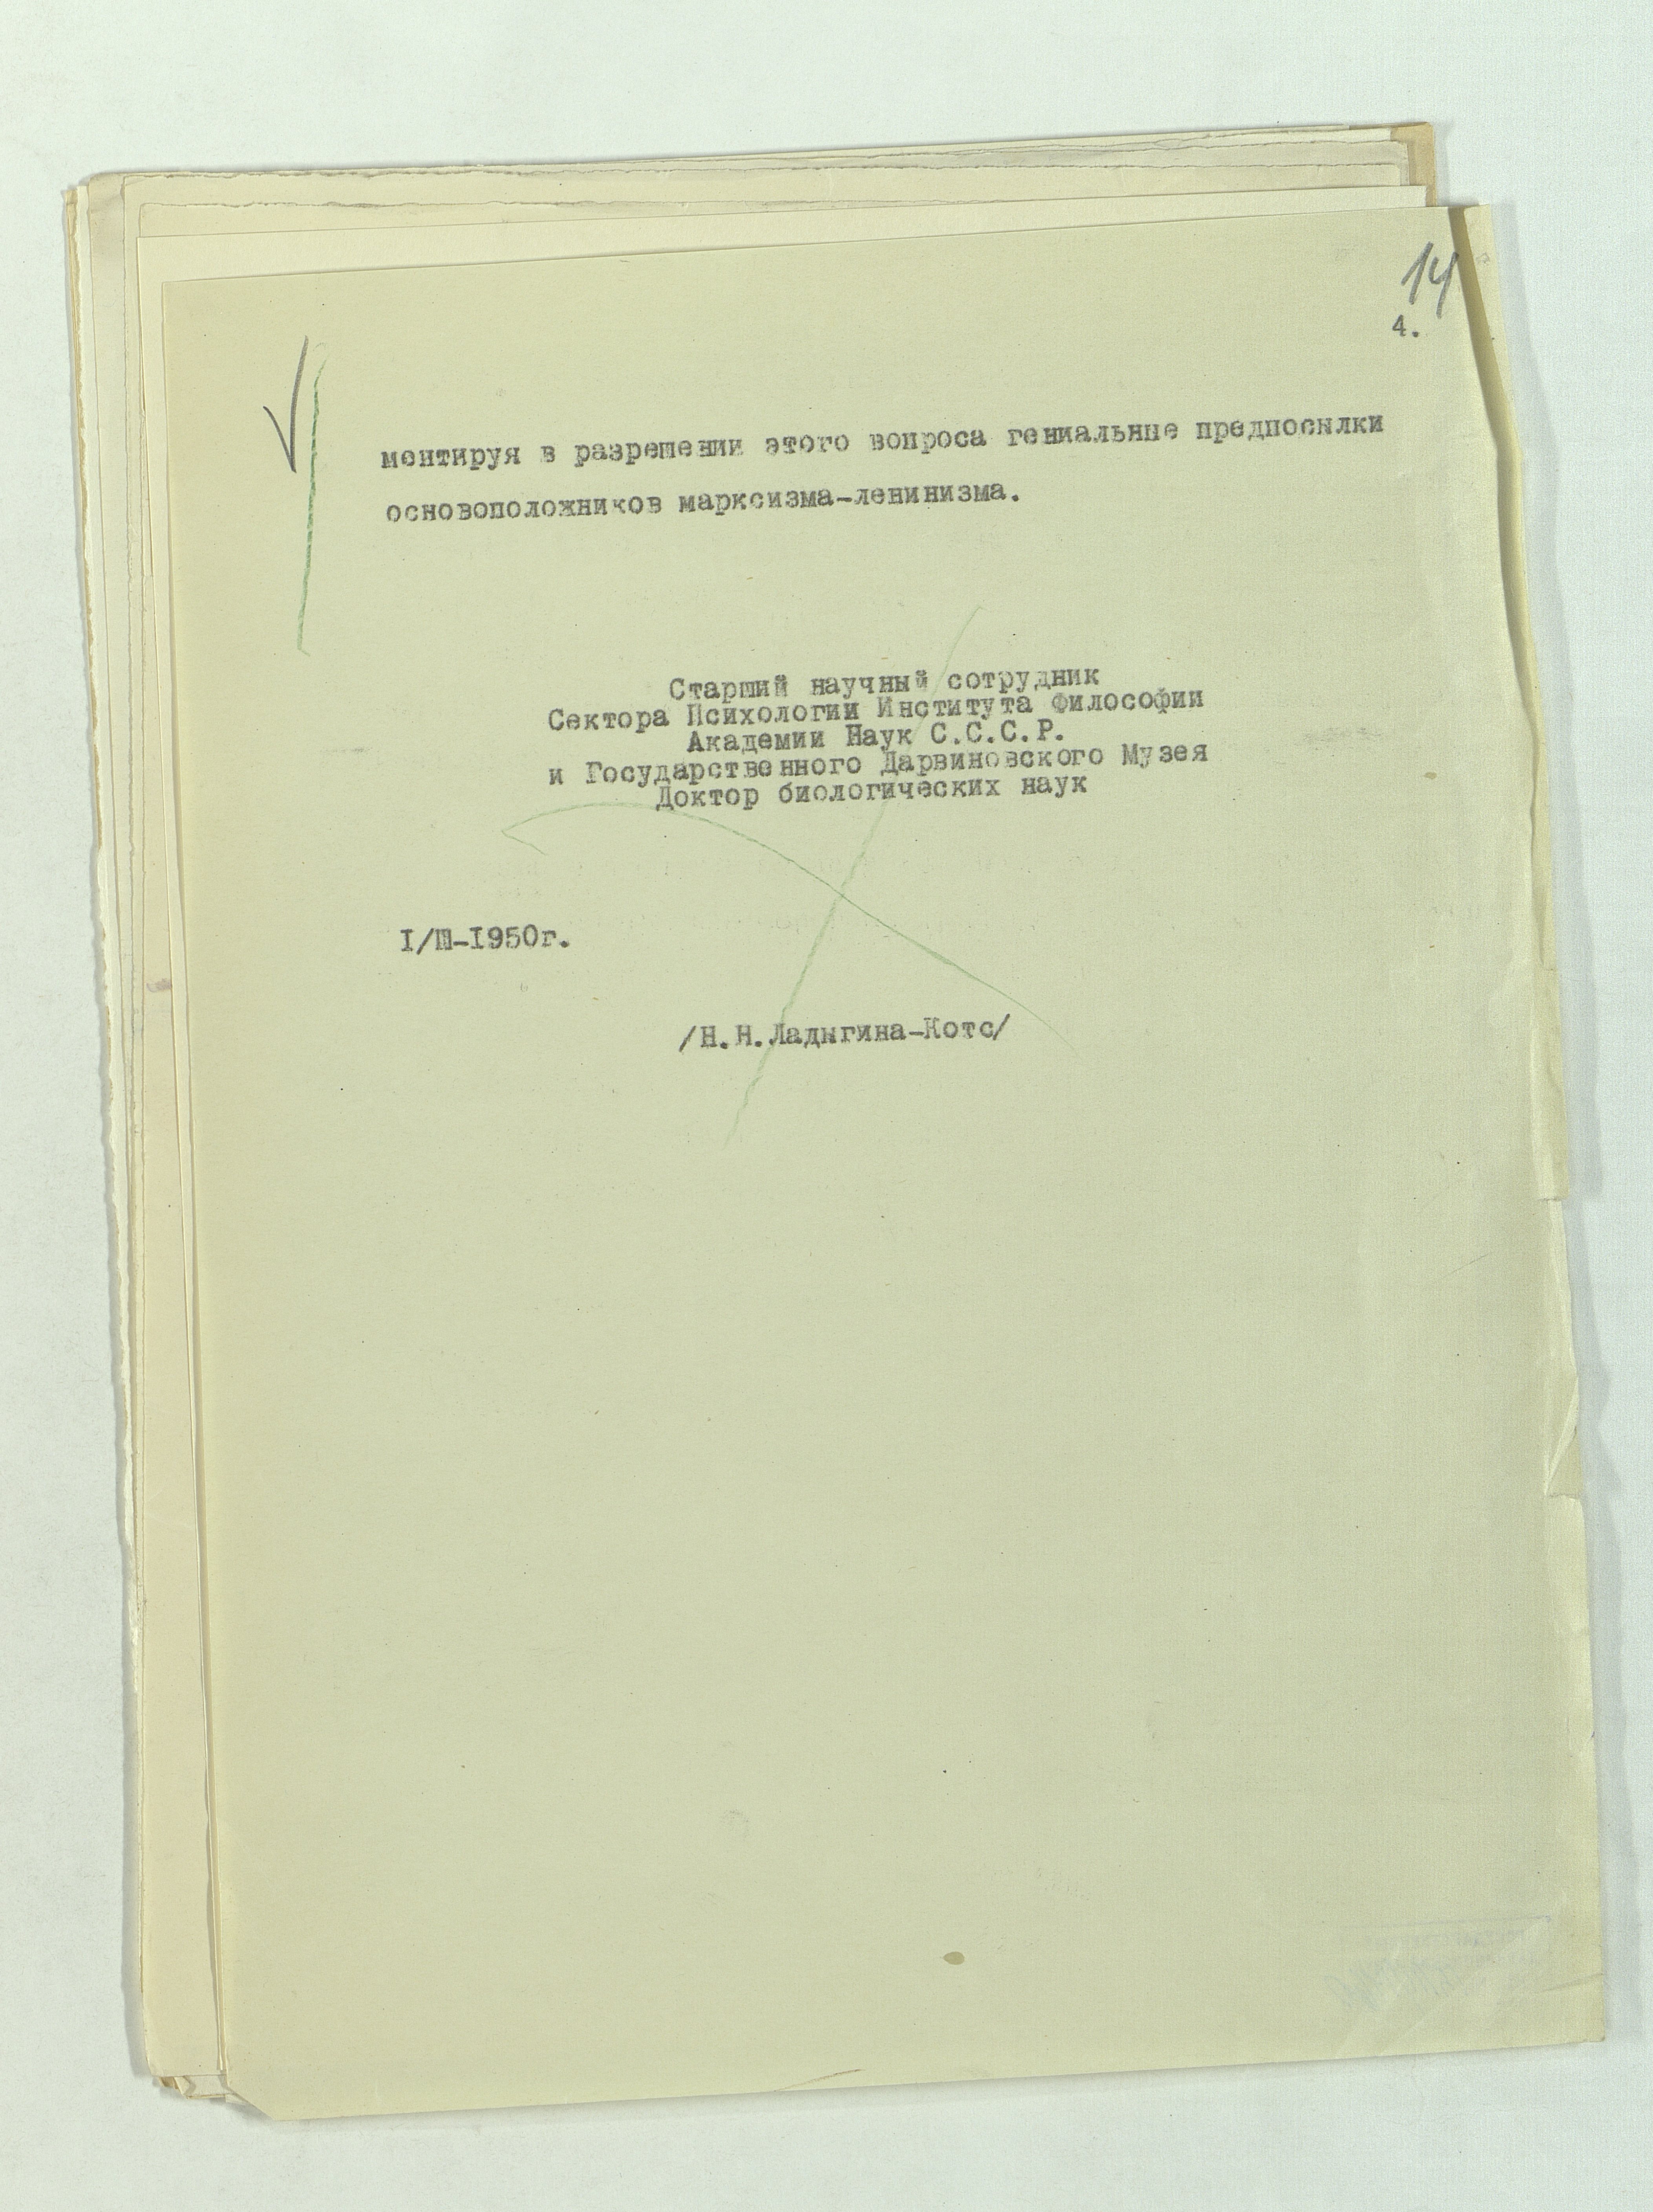 14
4.
ментируя в разрешении этого вопроса гениальные предпосылки
основоположников марксизма-ленинизма.
Старший научный сотрудник
Сектора Психологии Института Философии
Академии Наук С.С.С.Р.
и Государственного Дарвиновского Музея
Доктор биологических наук
I/III-1950г.
/Н.Н.Ладыгина-Котс/